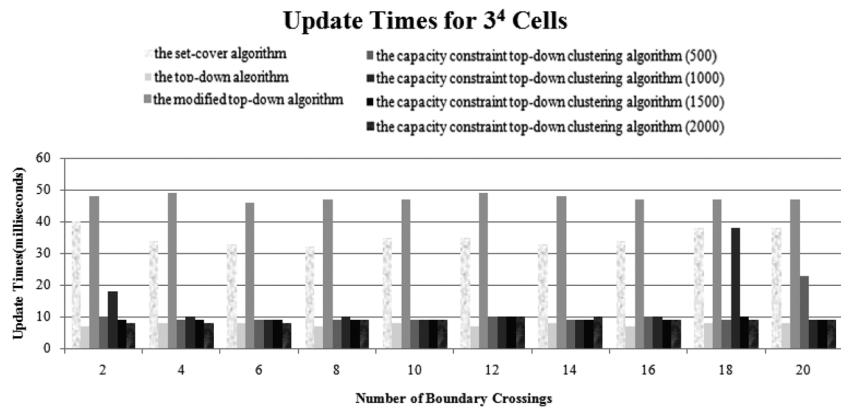 Update Times for 3⁴ Cells
the set-cover algorithm
the top-down algorithm
the modified top-down algorithm
the capacity constraint top-down clustering algorithm (500)
the capacity constraint top-down clustering algorithm (1000)
the capacity constraint top-down clustering algorithm (1500)
the capacity constraint top-down clustering algorithm (2000)
Update Times(milliseconds)
60
50
40
30
20
10
0
2 4 6 8 10 12 14 16 18 20
Number of Boundary Crossings